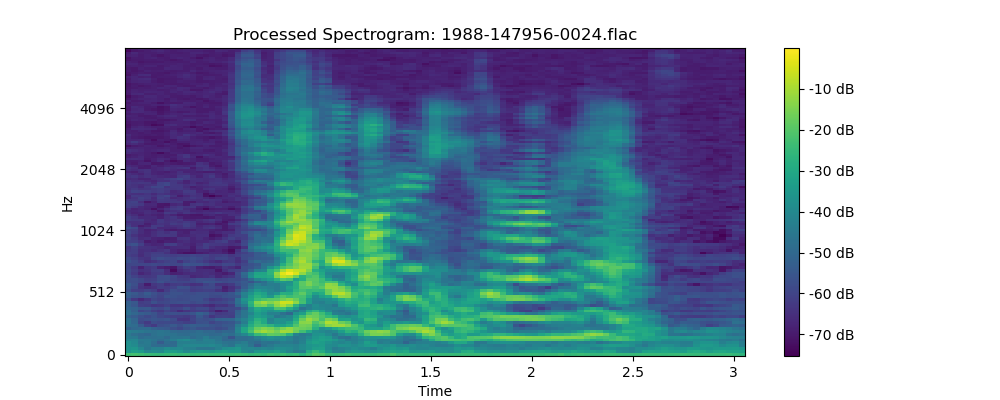 Processed Spectrogram: 1988-147956-0024.flac
Hz
4096
2048
1024
512
0
0 0.5 1 1.5 2 2.5 3
Time
-10 dB
-20 dB
-30 dB
-40 dB
-50 dB
-60 dB
-70 dB